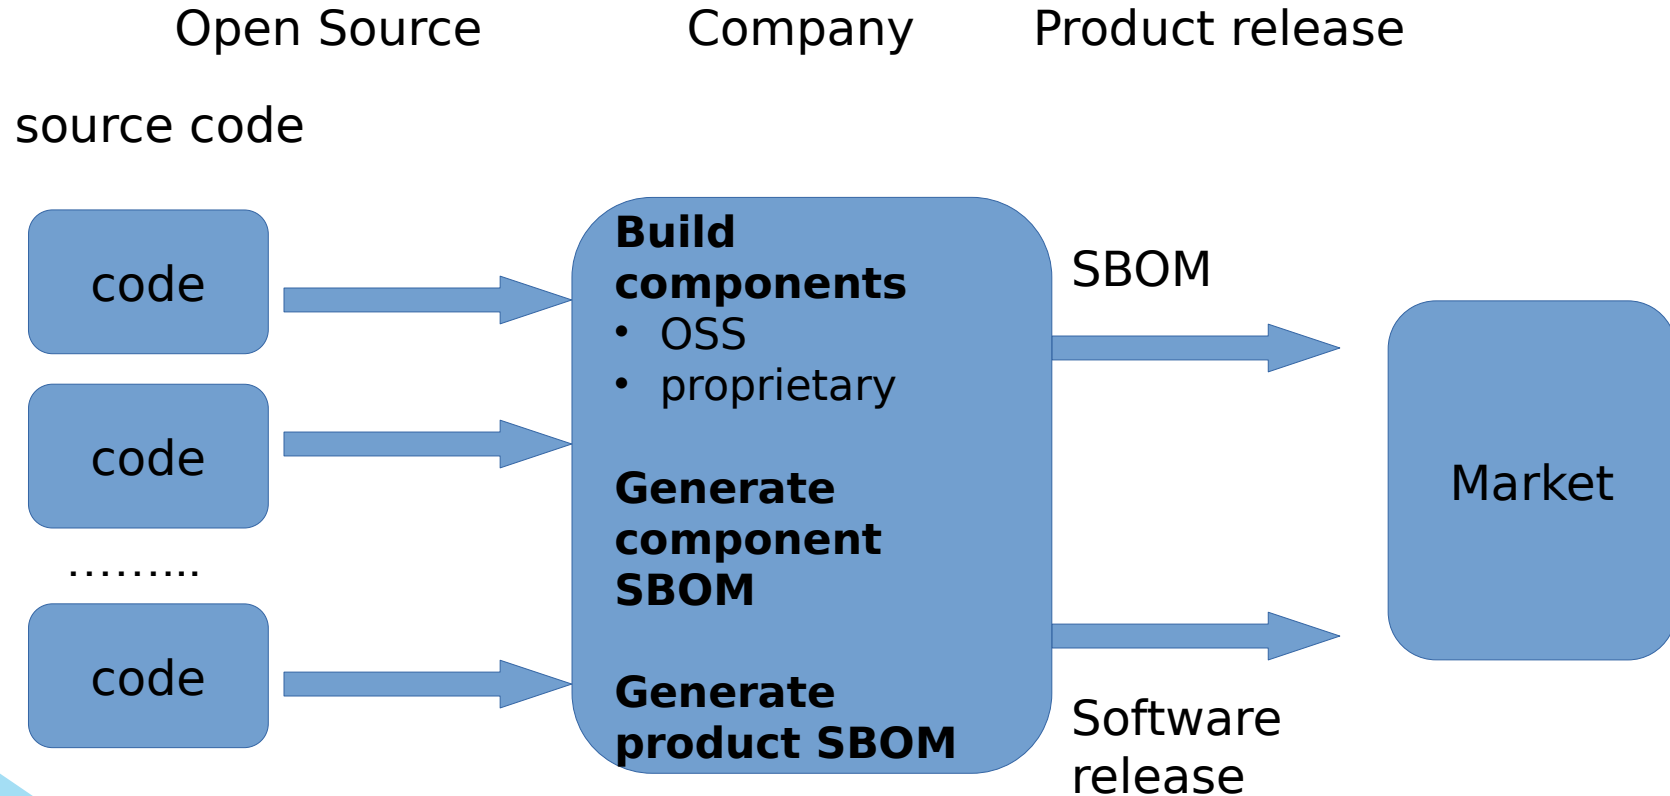 Open Source
Company
Product release
source code
code
code
……...
code
Build
components
• OSS
• proprietary
Generate
component
SBOM
Generate
product SBOM
SBOM
Software
release
Market